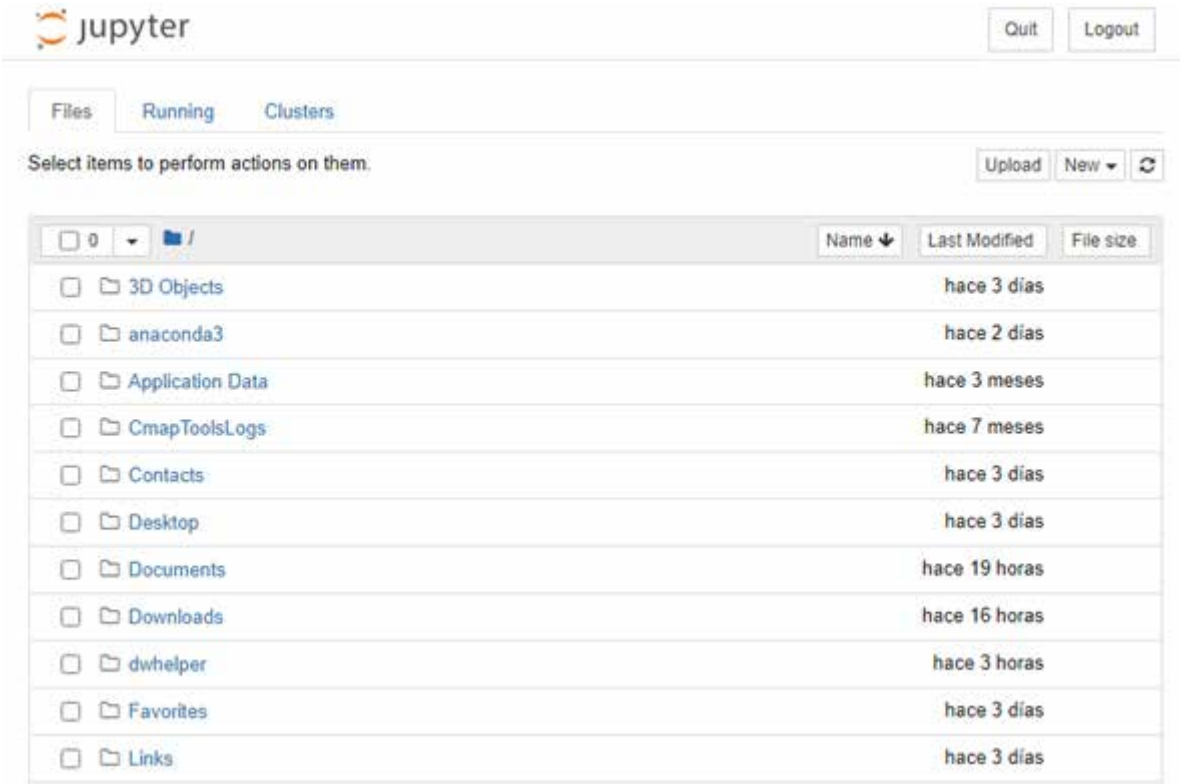 jupyter Quit Logout
Files Running Clusters
Select items to perform actions on them. Upload New
0 / Name Last Modified File size
3D Objects hace 3 días
anaconda3 hace 2 días
Application Data hace 3 meses
CmapToolsLogs hace 7 meses
Contacts hace 3 días
Desktop hace 3 días
Documents hace 19 horas
Downloads hace 16 horas
dwhelper hace 3 horas
Favorites hace 3 días
Links hace 3 días